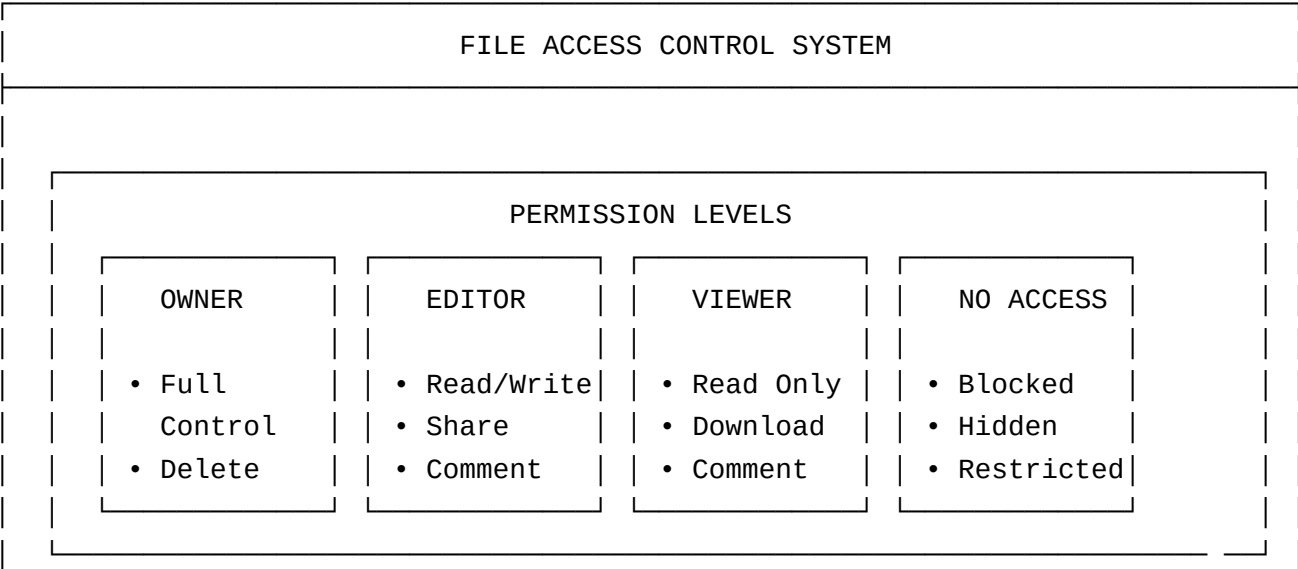 FILE ACCESS CONTROL SYSTEM
PERMISSION LEVELS
OWNER
• Full
Control
• Delete
EDITOR
• Read/Write
• Share
• Comment
VIEWER
• Read Only
• Download
• Comment
NO ACCESS
• Blocked
• Hidden
• Restricted